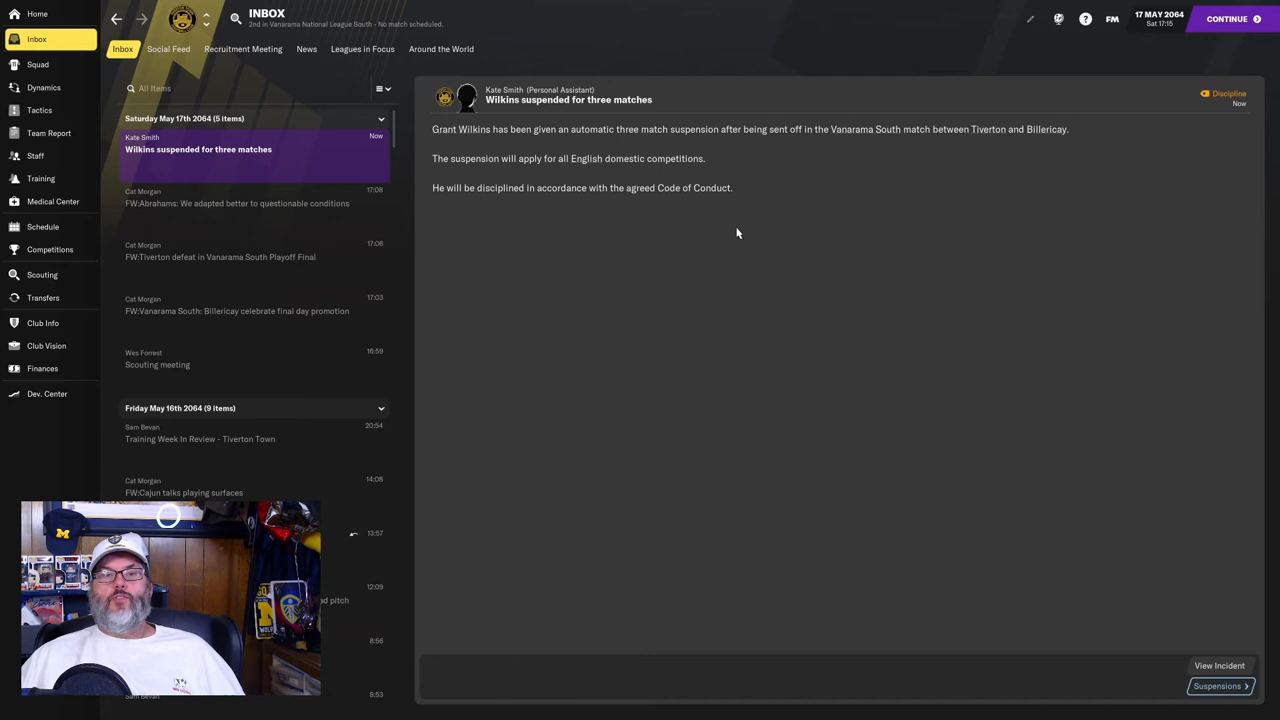 Home
Inbox
Squad
Dynamics
Tactics
Team Report
Staff
Training
Medical Center
Schedule
Competitions
Scouting
Transfers
Club Info
Club Vision
Finances
Dev. Center
INBOX
2nd in Vanarama National League South - No match scheduled.
FM
17 MAY 2064
Sat 17:15
CONTINUE
Inbox
Social Feed
Recruitment Meeting
News
Leagues in Focus
Around the World
All Items
Saturday May 17th 2064 (5 items)
Kate Smith
Now
Wilkins suspended for three matches
Cat Morgan
17:08
FW:Abrahams: We adapted better to questionable conditions
Cat Morgan
17:06
FW:Tiverton defeat in Vanarama South Playoff Final
Cat Morgan
17:03
FW:Vanarama South: Billericay celebrate final day promotion
Wes Forrest
16:59
Scouting meeting
Friday May 16th 2064 (9 items)
Sam Bevan
20:54
Training Week In Review - Tiverton Town
Cat Morgan
14:08
FW:Cajun talks playing surfaces
13:57
12:09
ad pitch
8:56
Sam Bevan
8:53
Kate Smith (Personal Assistant)
Wilkins suspended for three matches
Discipline
Now
Grant Wilkins has been given an automatic three match suspension after being sent off in the Vanarama South match between Tiverton and Billericay.
The suspension will apply for all English domestic competitions.
He will be disciplined in accordance with the agreed Code of Conduct.
View Incident
Suspensions
M